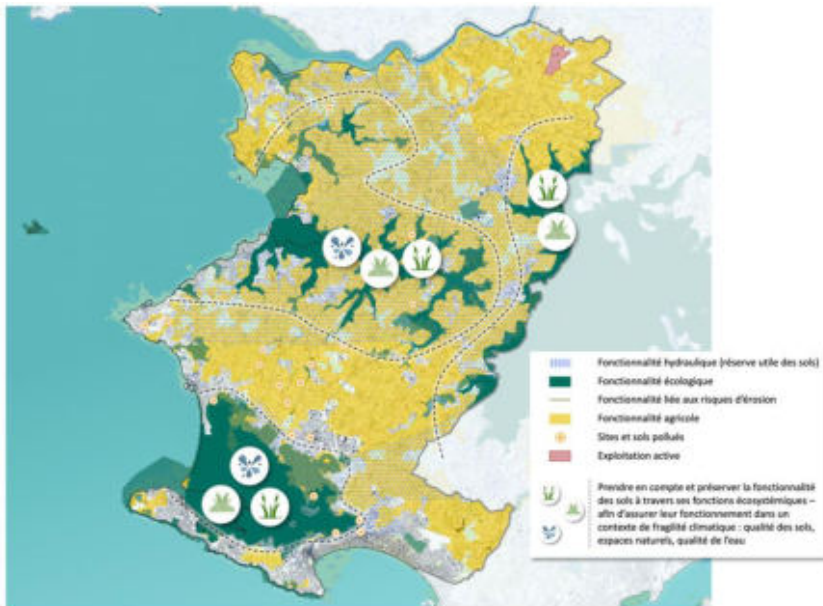 Fonctionnalité hydraulique (réserve utile des sols)
Fonctionnalité écologique
Fonctionnalité liée aux risques d'érosion
Fonctionnalité agricole
Sites et sols pollués
Exploitation active
Prendre en compte et préserver la fonctionnalité
des sols à travers ses fonctions écosystémiques –
afin d'assurer leur fonctionnement dans un
contexte de fragilité climatique : qualité des sols,
espaces naturels, qualité de l'eau